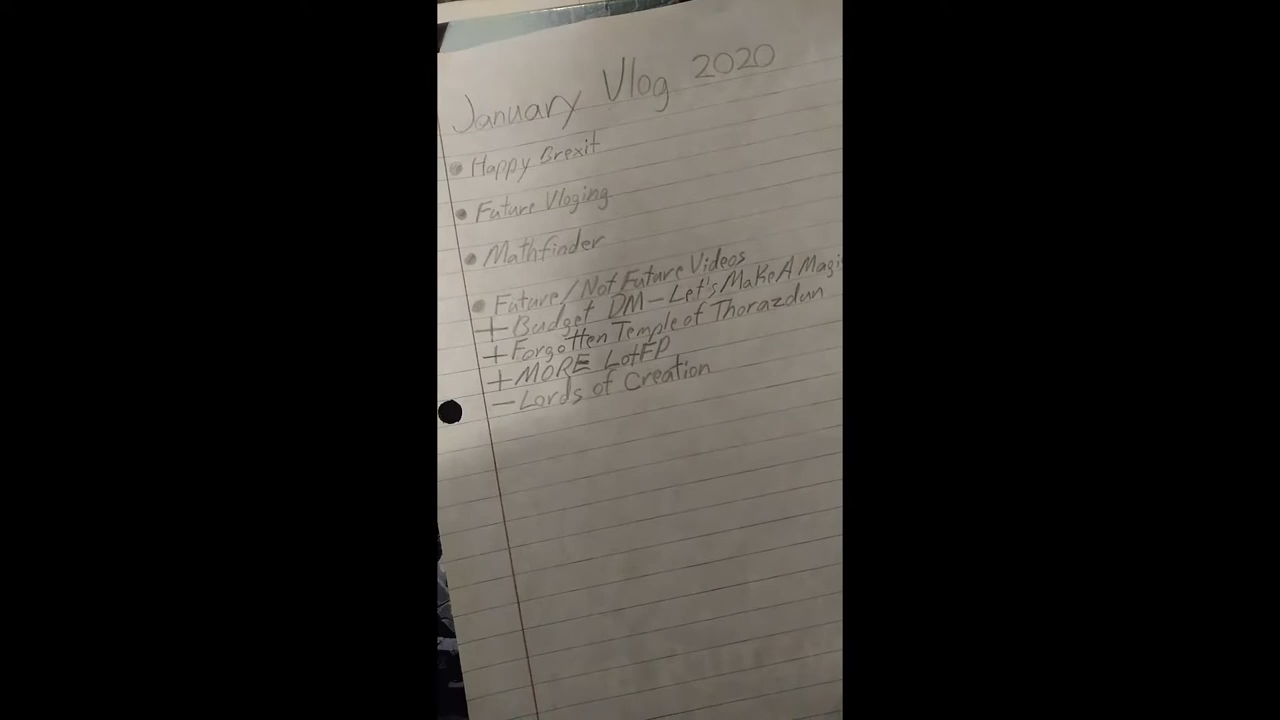 January Vlog 2020
• Happy Brexit
• Future Vloging
• Mathfinder
• Future/Not Future Videos
+ Budget DM - Let's Make A Magi
+ Forgotten Temple of Thorazdun
+ MORE LotFP
- Lords of Creation